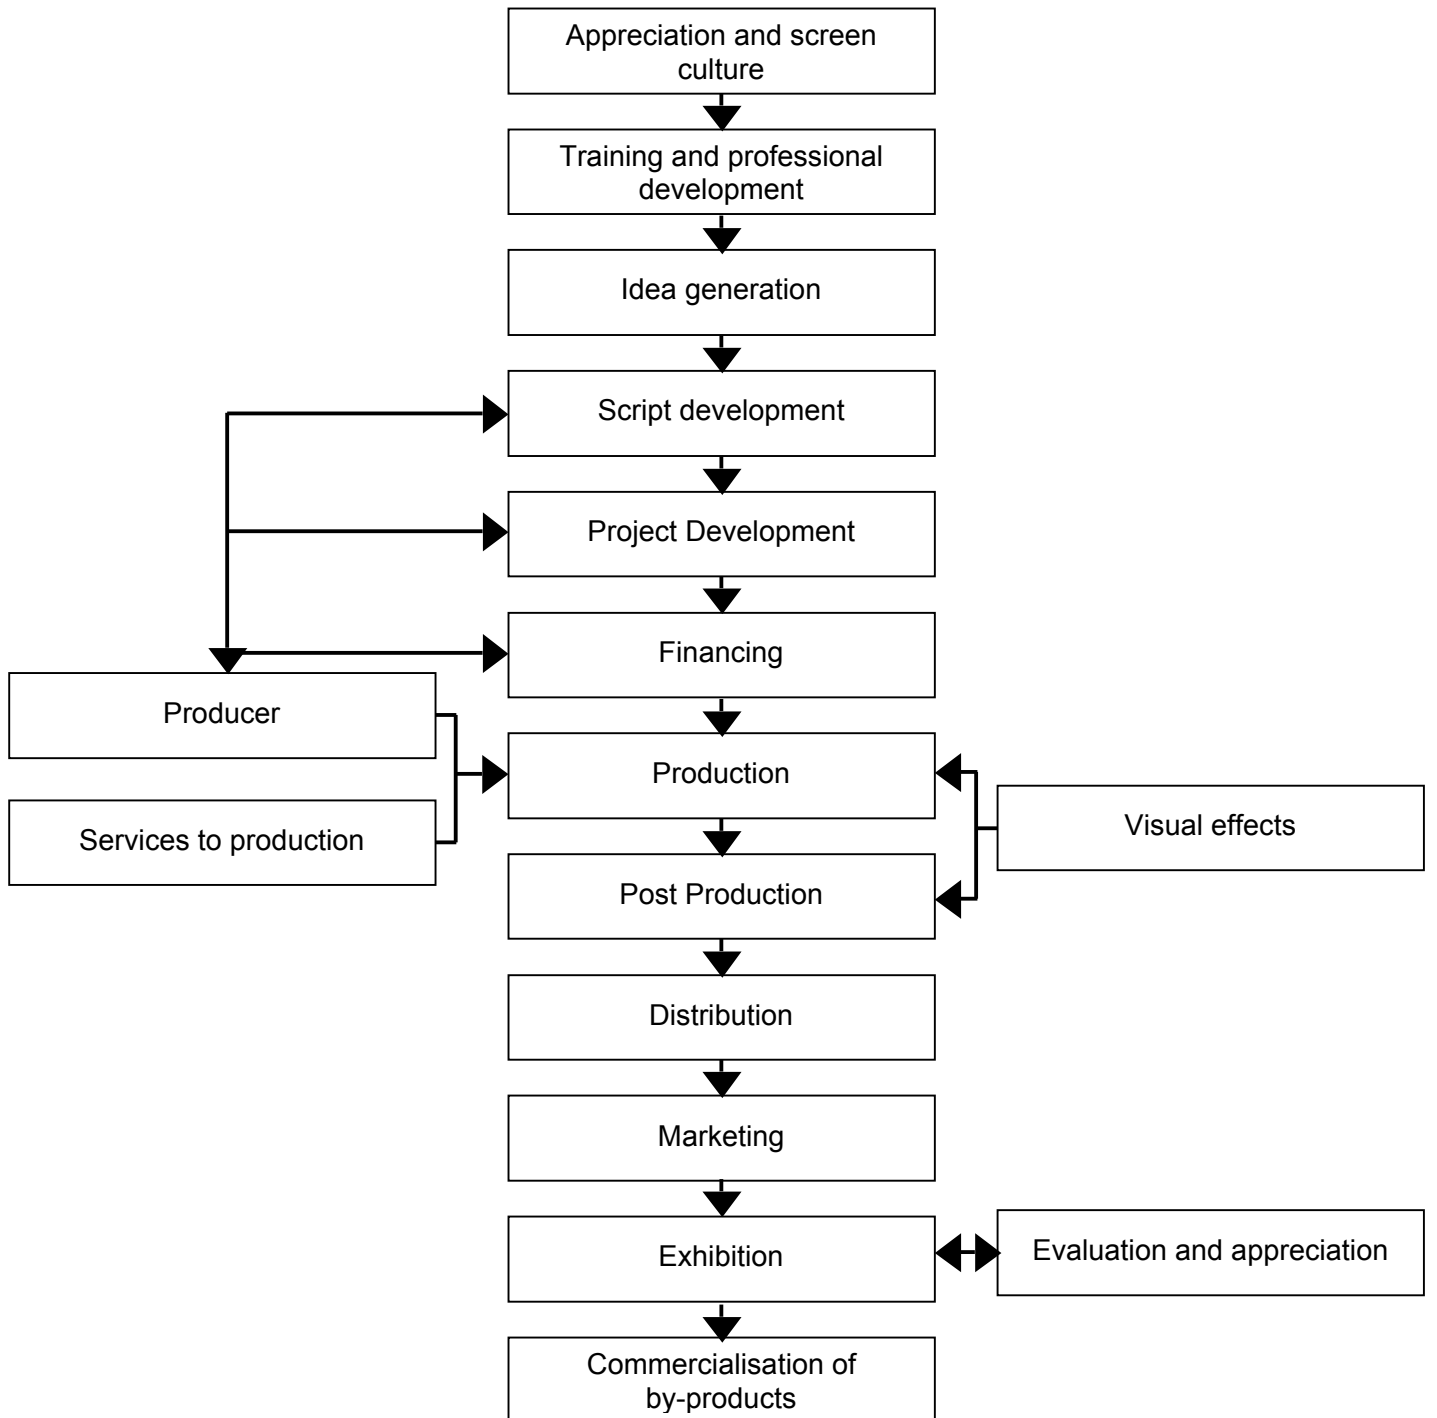 Appreciation and screen
culture
Training and professional
development
Idea generation
Script development
Project Development
Financing
Producer
Production
Services to production
Visual effects
Post Production
Distribution
Marketing
Exhibition
Evaluation and appreciation
Commercialisation of
by-products